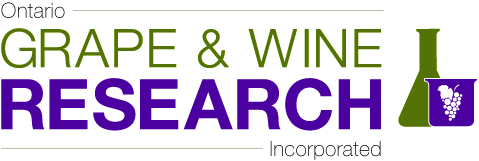 Ontario
GRAPE & WINE
RESEARCH
Incorporated